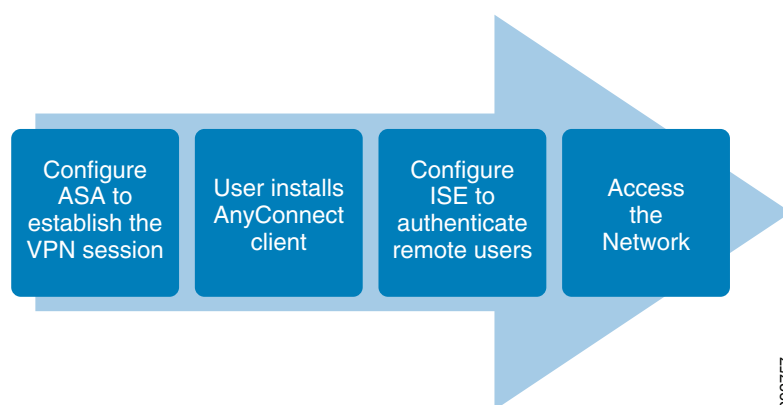 Configure
ASA to
establish the
VPN session
User installs
AnyConnect
client
Configure
ISE to
authenticate
remote users
Access
the
Network